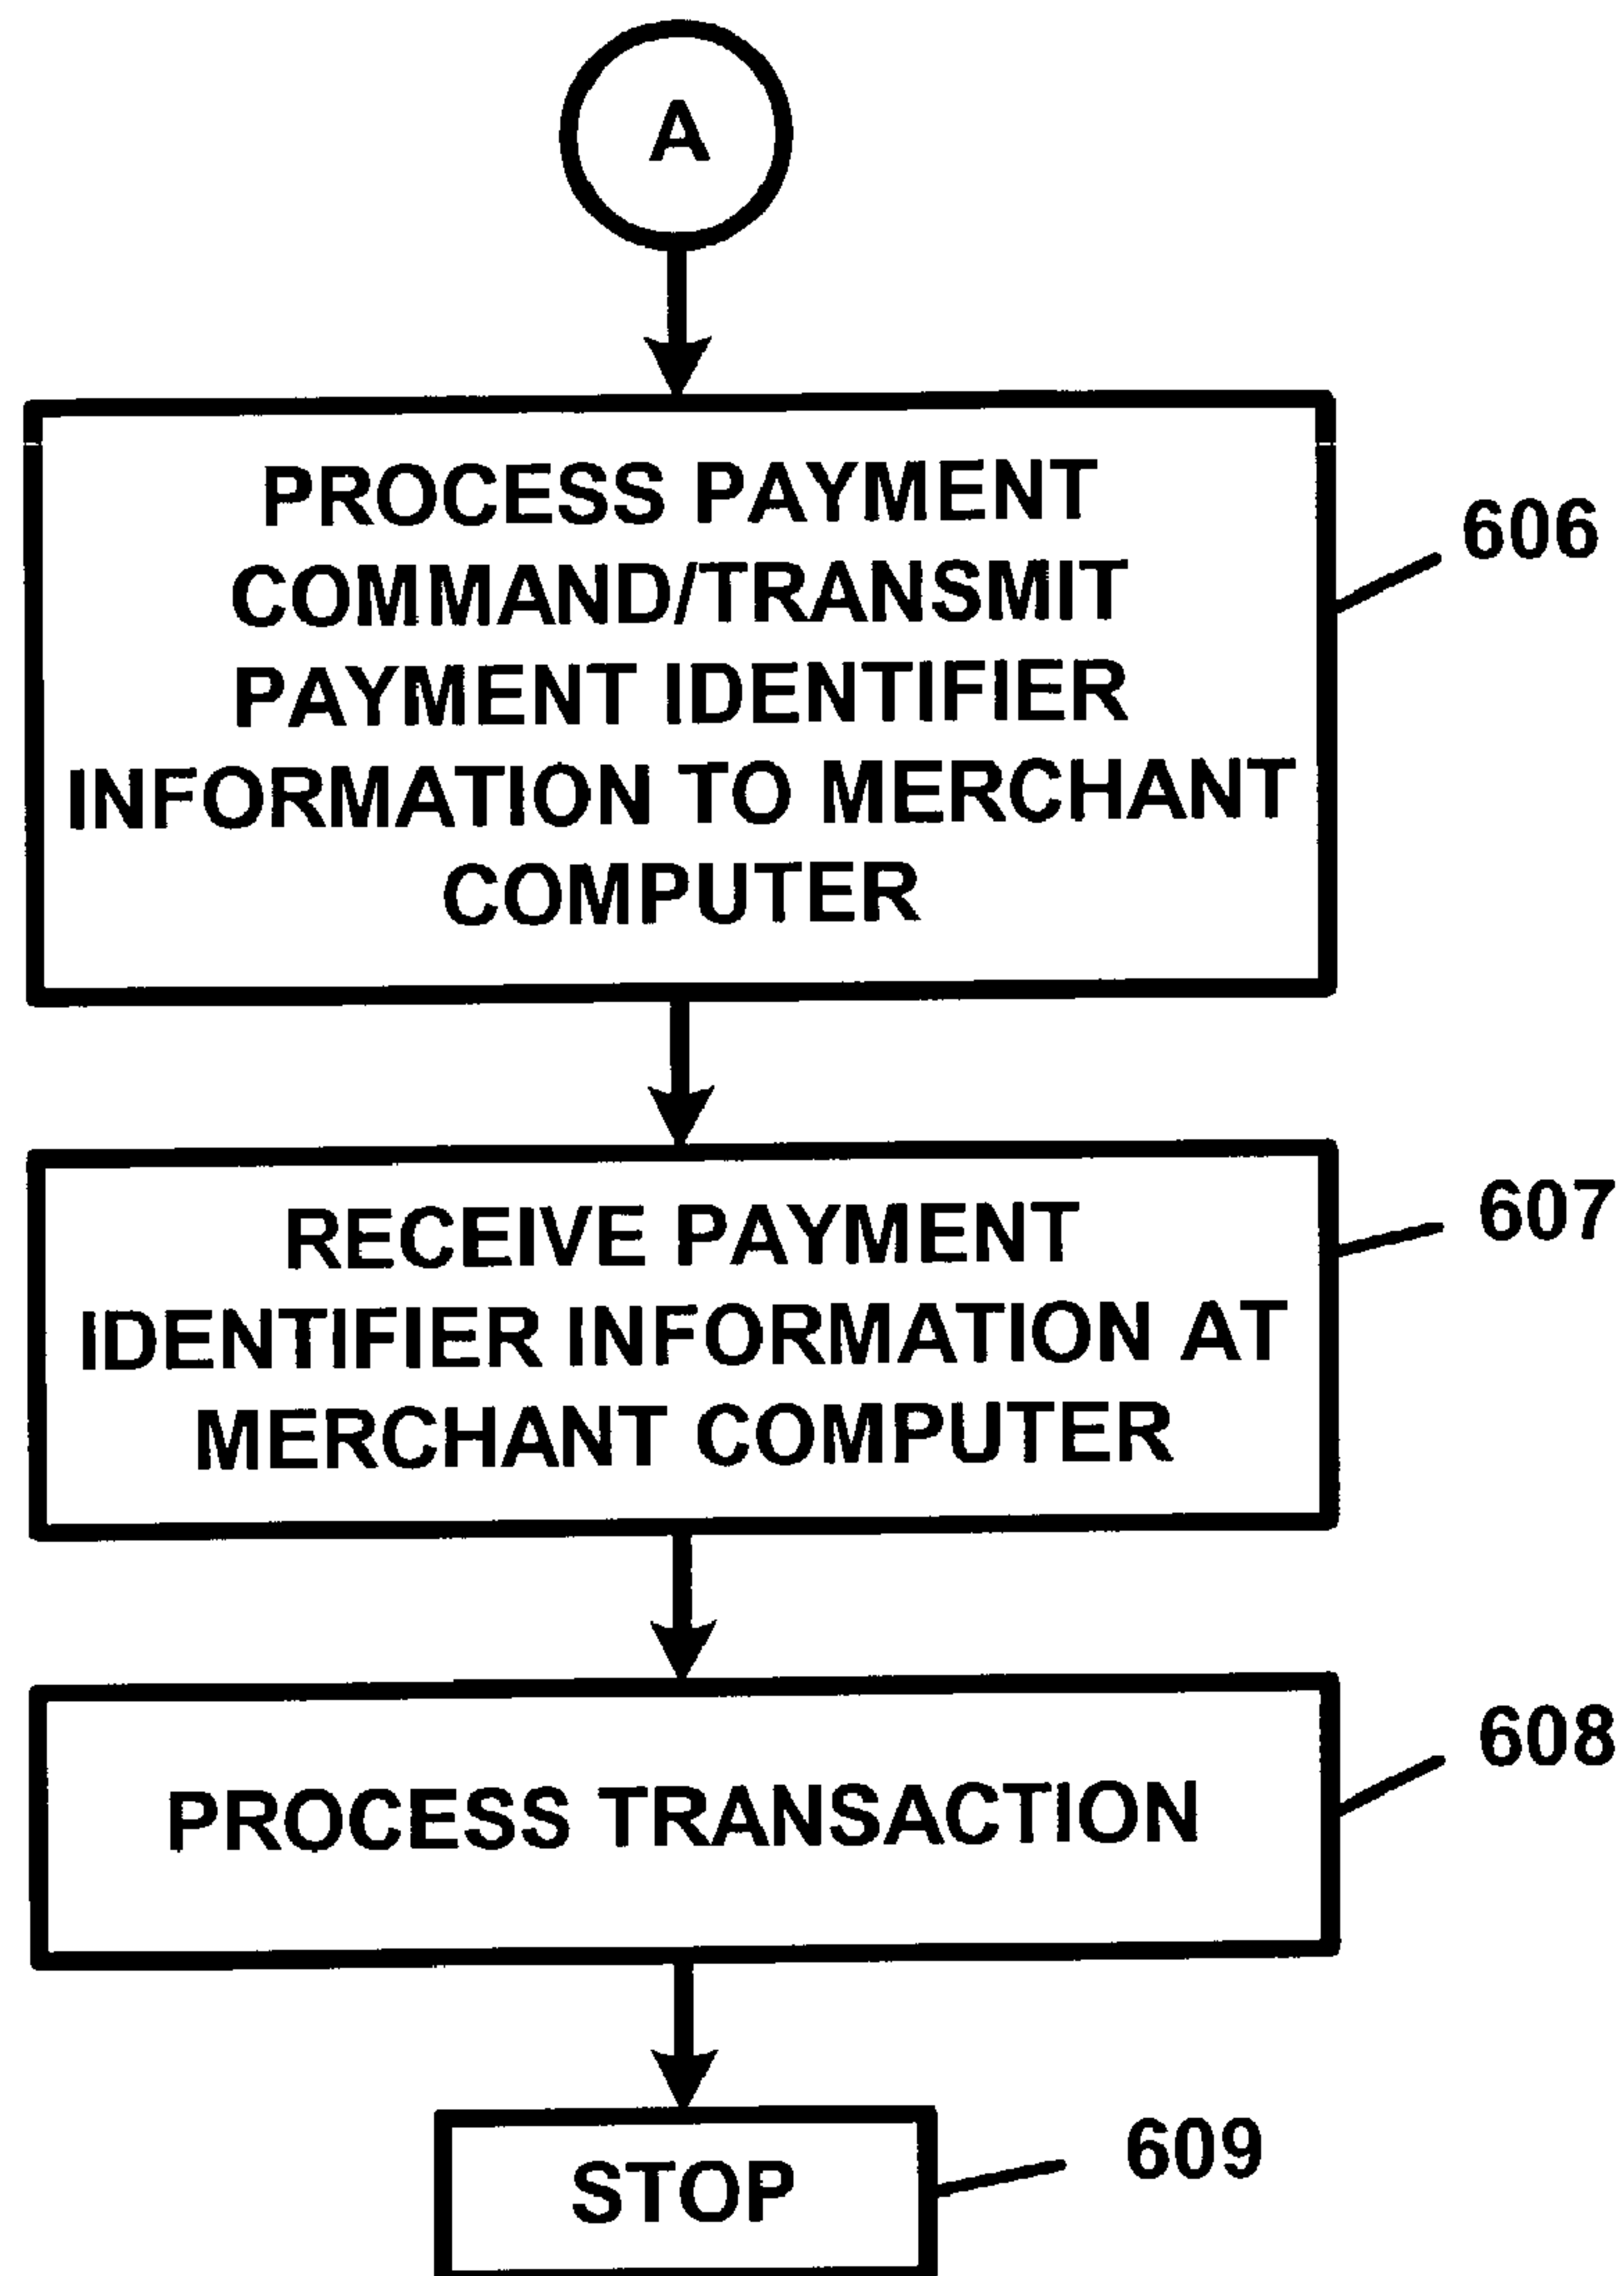 A
PROCESS PAYMENT
COMMAND/TRANSMIT
PAYMENT IDENTIFIER
INFORMATION TO MERCHANT
COMPUTER
606
RECEIVE PAYMENT
IDENTIFIER INFORMATION AT
MERCHANT COMPUTER
607
PROCESS TRANSACTION
608
STOP
609